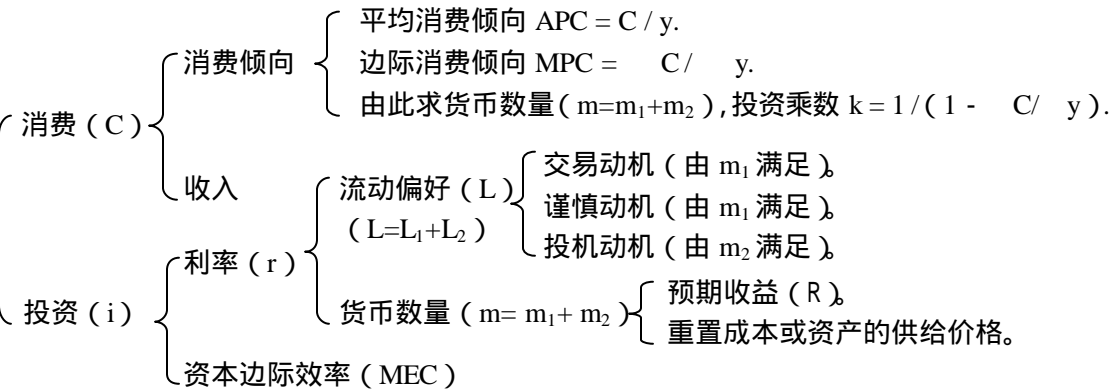 平均消费倾向 APC = C / y.
消费倾向 边际消费倾向 MPC = C / y.
消费（C） 由此求货币数量（m=m₁+m₂），投资乘数 k = 1 /（1 - C/ y）.
交易动机（由 m₁ 满足）。
收入 流动偏好（L） 谨慎动机（由 m₁ 满足）。
（L=L₁+L₂） 投机动机（由 m₂ 满足）。
利率（r）
预期收益（R）。
投资（i） 货币数量（m= m₁+ m₂） 重置成本或资产的供给价格。
资本边际效率（MEC）